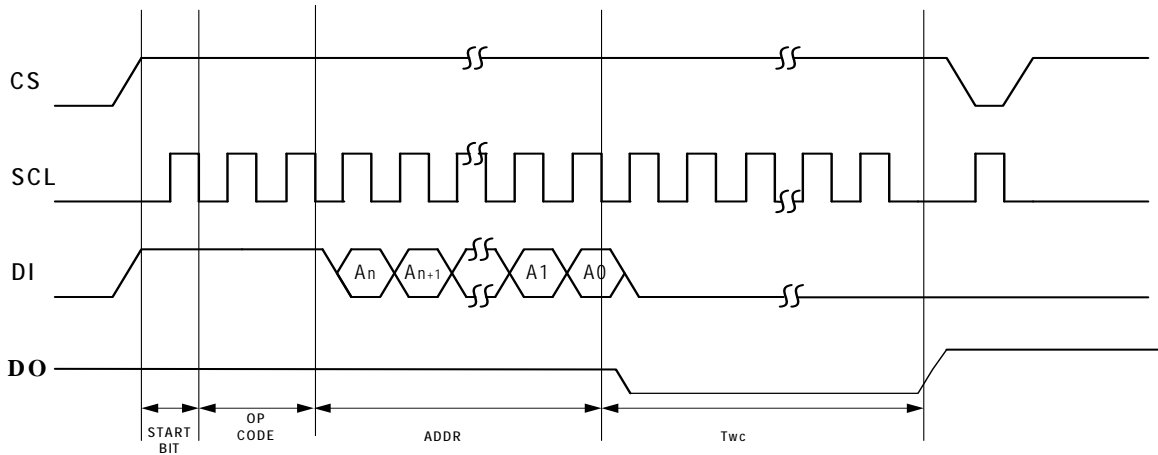 CS
SCL
DI
An
An+1
A1
A0
DO
START
BIT
OP
CODE
ADDR
Twc